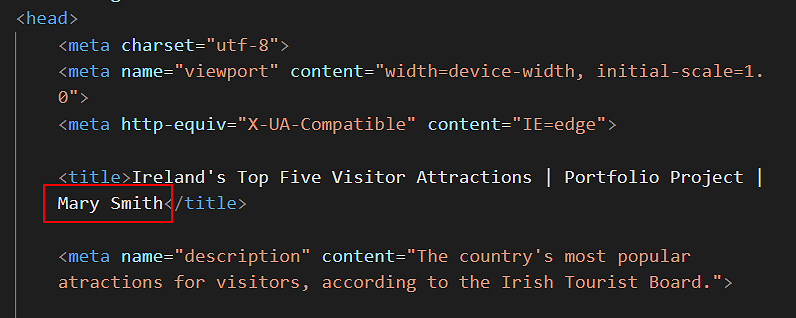 <head>
<meta charset="utf-8">
<meta name="viewport" content="width=device-width, initial-scale=1.
0">
<meta http-equiv="X-UA-Compatible" content="IE=edge">
<title>Ireland's Top Five Visitor Attractions | Portfolio Project |
Mary Smith</title>
<meta name="description" content="The country's most popular
atractions for visitors, according to the Irish Tourist Board.">